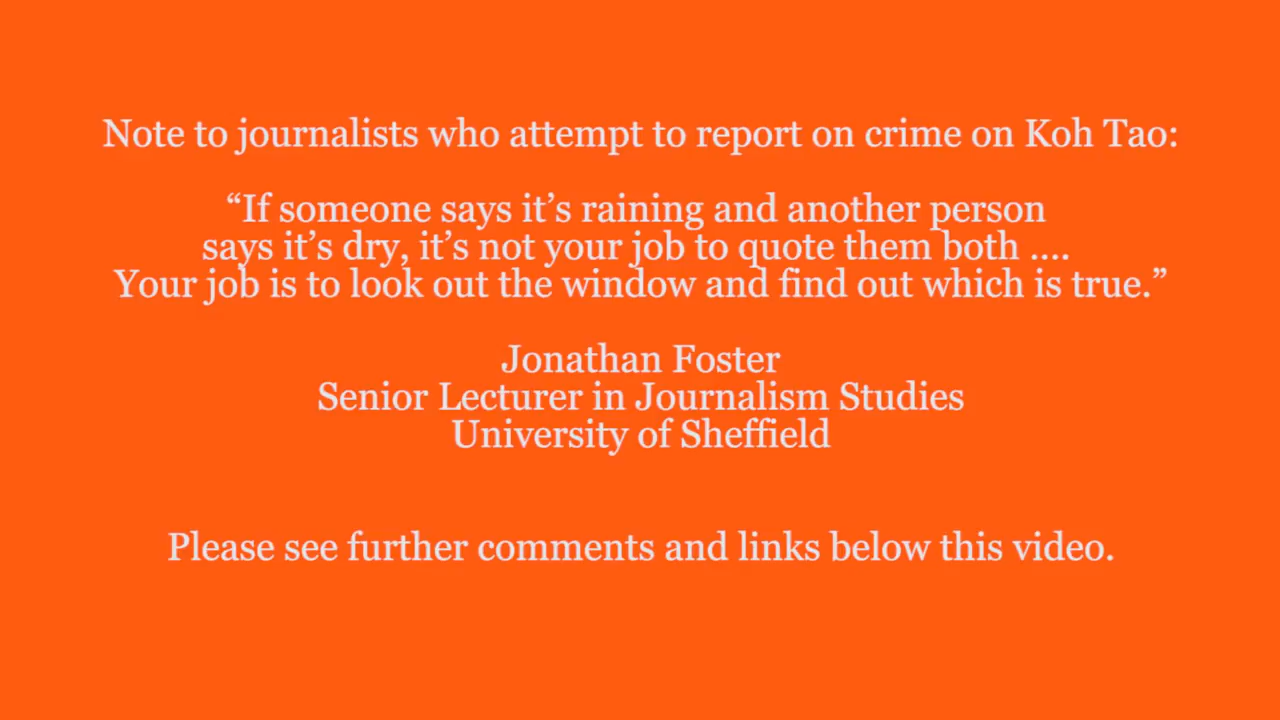 Note to journalists who attempt to report on crime on Koh Tao:
“If someone says it’s raining and another person
says it’s dry, it’s not your job to quote them both ....
Your job is to look out the window and find out which is true.”
Jonathan Foster
Senior Lecturer in Journalism Studies
University of Sheffield
Please see further comments and links below this video.